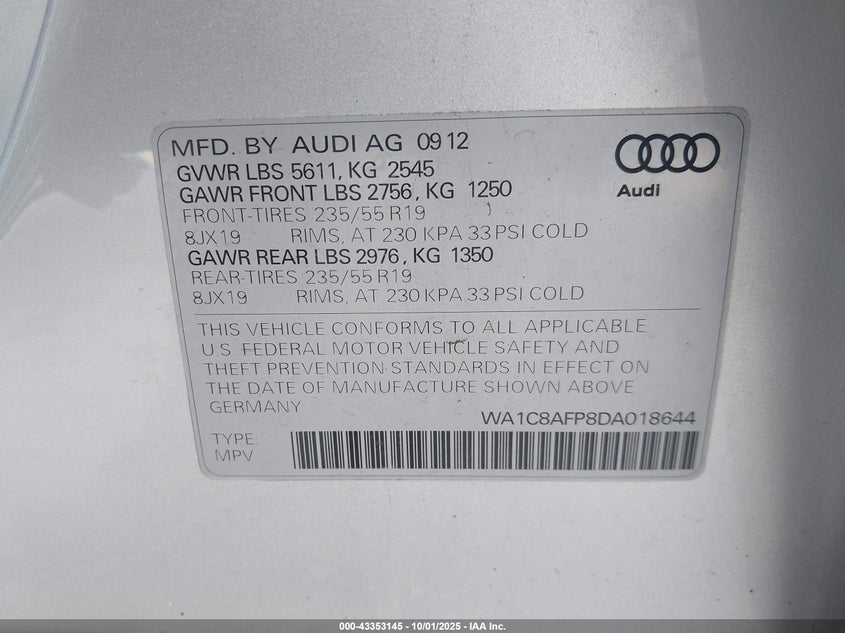 MFD. BY AUDI AG 09 12
GVWR LBS 5611, KG 2545
GAWR FRONT LBS 2756, KG 1250
FRONT-TIRES 235/55 R19
8JX19 RIMS, AT 230 KPA 33 PSI COLD
GAWR REAR LBS 2976, KG 1350
REAR-TIRES 235/55 R19
8JX19 RIMS, AT 230 KPA 33 PSI COLD
Audi
THIS VEHICLE CONFORMS TO ALL APPLICABLE
U.S. FEDERAL MOTOR VEHICLE SAFETY AND
THEFT PREVENTION STANDARDS IN EFFECT ON
THE DATE OF MANUFACTURE SHOWN ABOVE.
GERMANY
WA1C8AFP8DA018644
TYPE:
MPV
000-43353145 - 10/01/2025 - IAA Inc.